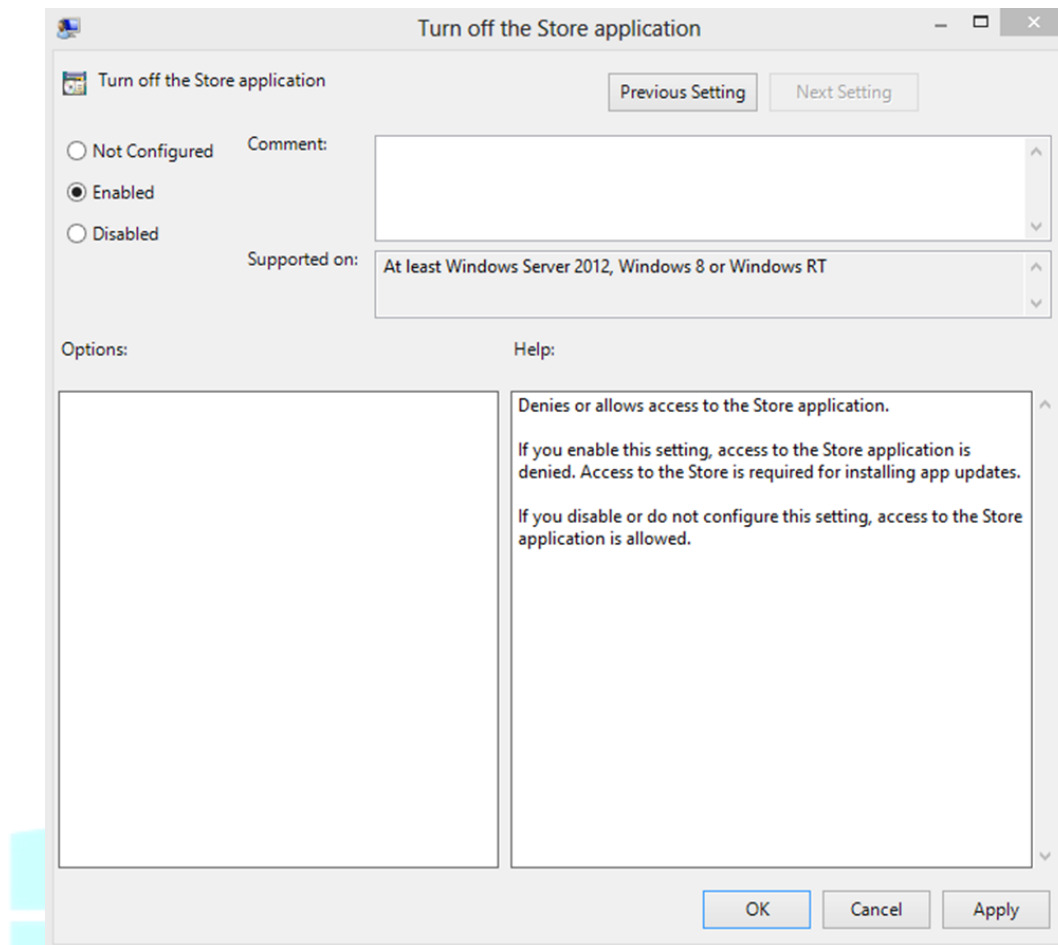 Turn off the Store application
Turn off the Store application
Previous Setting
Next Setting
Not Configured
Comment:
Enabled
Disabled
Supported on:
At least Windows Server 2012, Windows 8 or Windows RT
Options:
Help:
Denies or allows access to the Store application.
If you enable this setting, access to the Store application is
denied. Access to the Store is required for installing app updates.
If you disable or do not configure this setting, access to the Store
application is allowed.
OK
Cancel
Apply